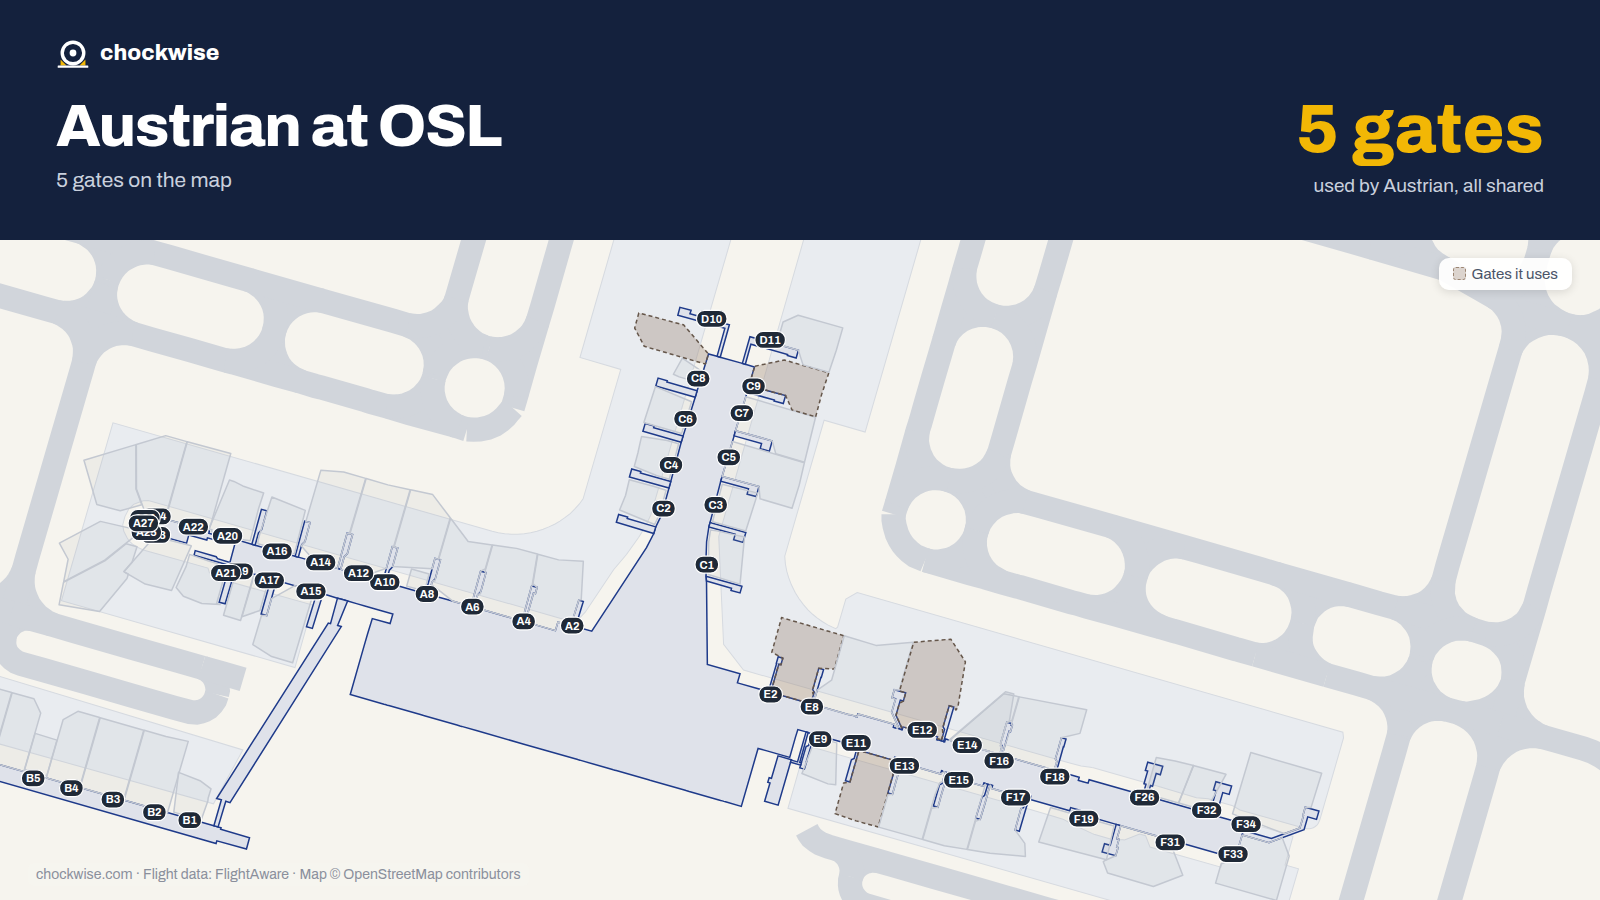 chockwise
Austrian at OSL
5 gates on the map
5 gates
used by Austrian, all shared
Gates it uses
D10
D11
C8
C9
C6
C7
C4
C5
C2
C3
C1
A27
A22
A20
A16
A14
A12
A10
A8
A6
A4
A2
A21
A17
A15
E2
E8
E9
E11
E12
E13
E14
E15
F16
F17
F18
F19
F26
F31
F32
F33
F34
B5
B4
B3
B2
B1
chockwise.com · Flight data: FlightAware · Map © OpenStreetMap contributors